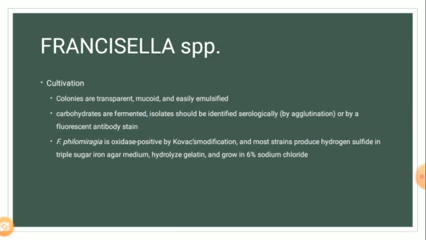 FRANCISELLA spp.
• Cultivation
• Colonies are transparent, mucoid, and easily emulsified
• carbohydrates are fermented, isolates should be identified serologically (by agglutination) or by a
fluorescent antibody stain
• F. philomiragia is oxidase-positive by Kovac'smodification, and most strains produce hydrogen sulfide in
triple sugar iron agar medium, hydrolyze gelatin, and grow in 6% sodium chloride